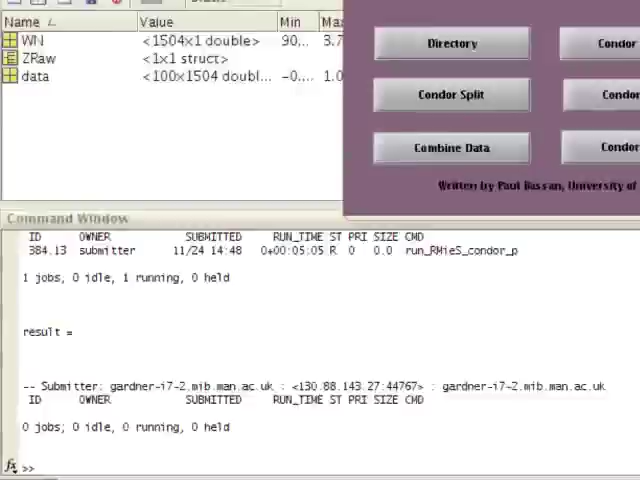 Name Value Min Max
WN <1504x1 double> 90... 3.7
ZRaw <1x1 struct>
data <100x1504 doubl... -0.... 1.0
Directory Condor
Condor Split Condor
Combine Data Condor
Written by Paul Bassan, University of
Command Window
ID OWNER SUBMITTED RUN_TIME ST PRI SIZE CMD
384.13 submitter 11/24 14:48 0+00:05:05 R 0 0.0 run_RMieS_condor_p
1 jobs, 0 idle, 1 running, 0 held
result =
-- Submitter: gardner-i7-2.mib.man.ac.uk : <130.88.143.27:44767> : gardner-i7-2.mib.man.ac.uk
ID OWNER SUBMITTED RUN_TIME ST PRI SIZE CMD
0 jobs; 0 idle, 0 running, 0 held
fx >>